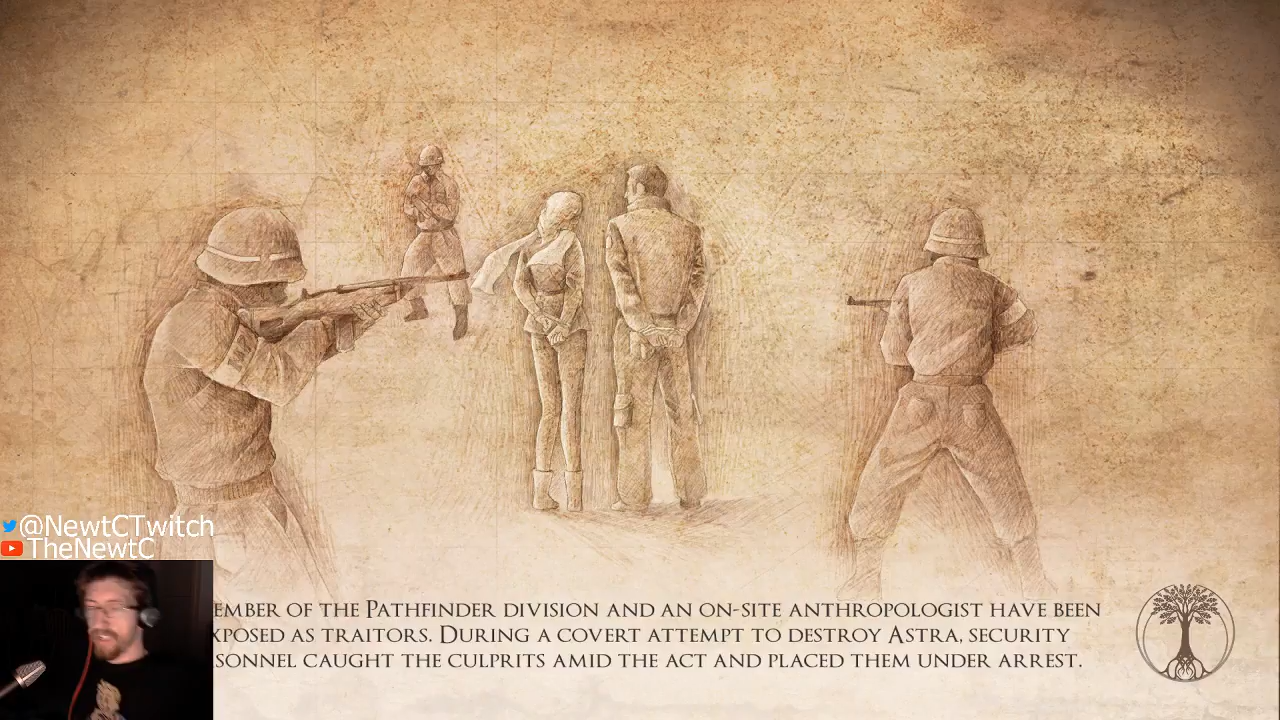 @NewtCTwitch
TheNewtC
EMBER OF THE PATHFINDER DIVISION AND AN ON-SITE ANTHROPOLOGIST HAVE BEEN
XPOSED AS TRAITORS. DURING A COVERT ATTEMPT TO DESTROY ASTRA, SECURITY
SONNEL CAUGHT THE CULPRITS AMID THE ACT AND PLACED THEM UNDER ARREST.